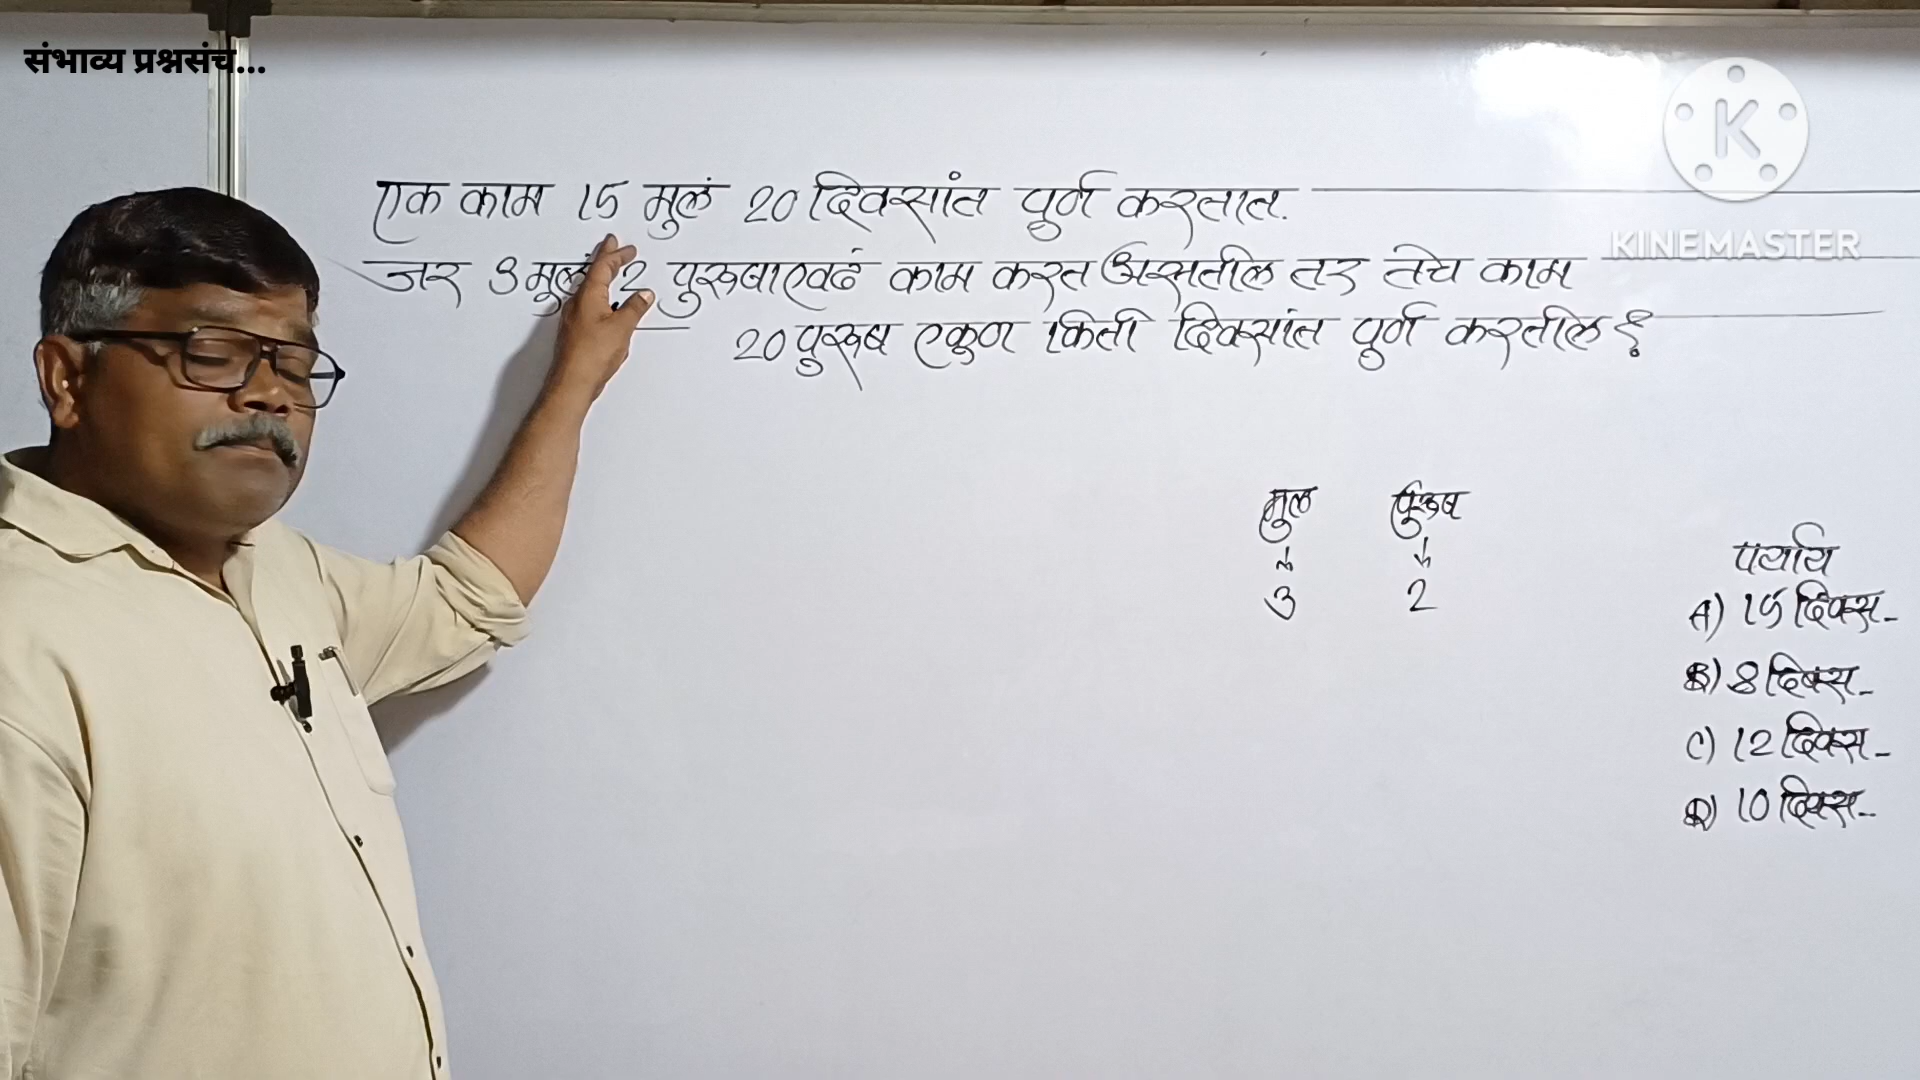 संभाव्य प्रश्नसंच...
KINEMASTER
एक काम 15 मुलं 20 दिवसांत पूर्ण करतात.
जर 3 मुलं 2 पुरूषाएवढं काम करत असतील तर तेच काम
20 पुरूष एकूण किती दिवसांत पूर्ण करतील ?
मुलं पुरूष
3 2
पर्याय
A) 15 दिवस-
B) 8 दिवस-
C) 12 दिवस-
D) 10 दिवस-